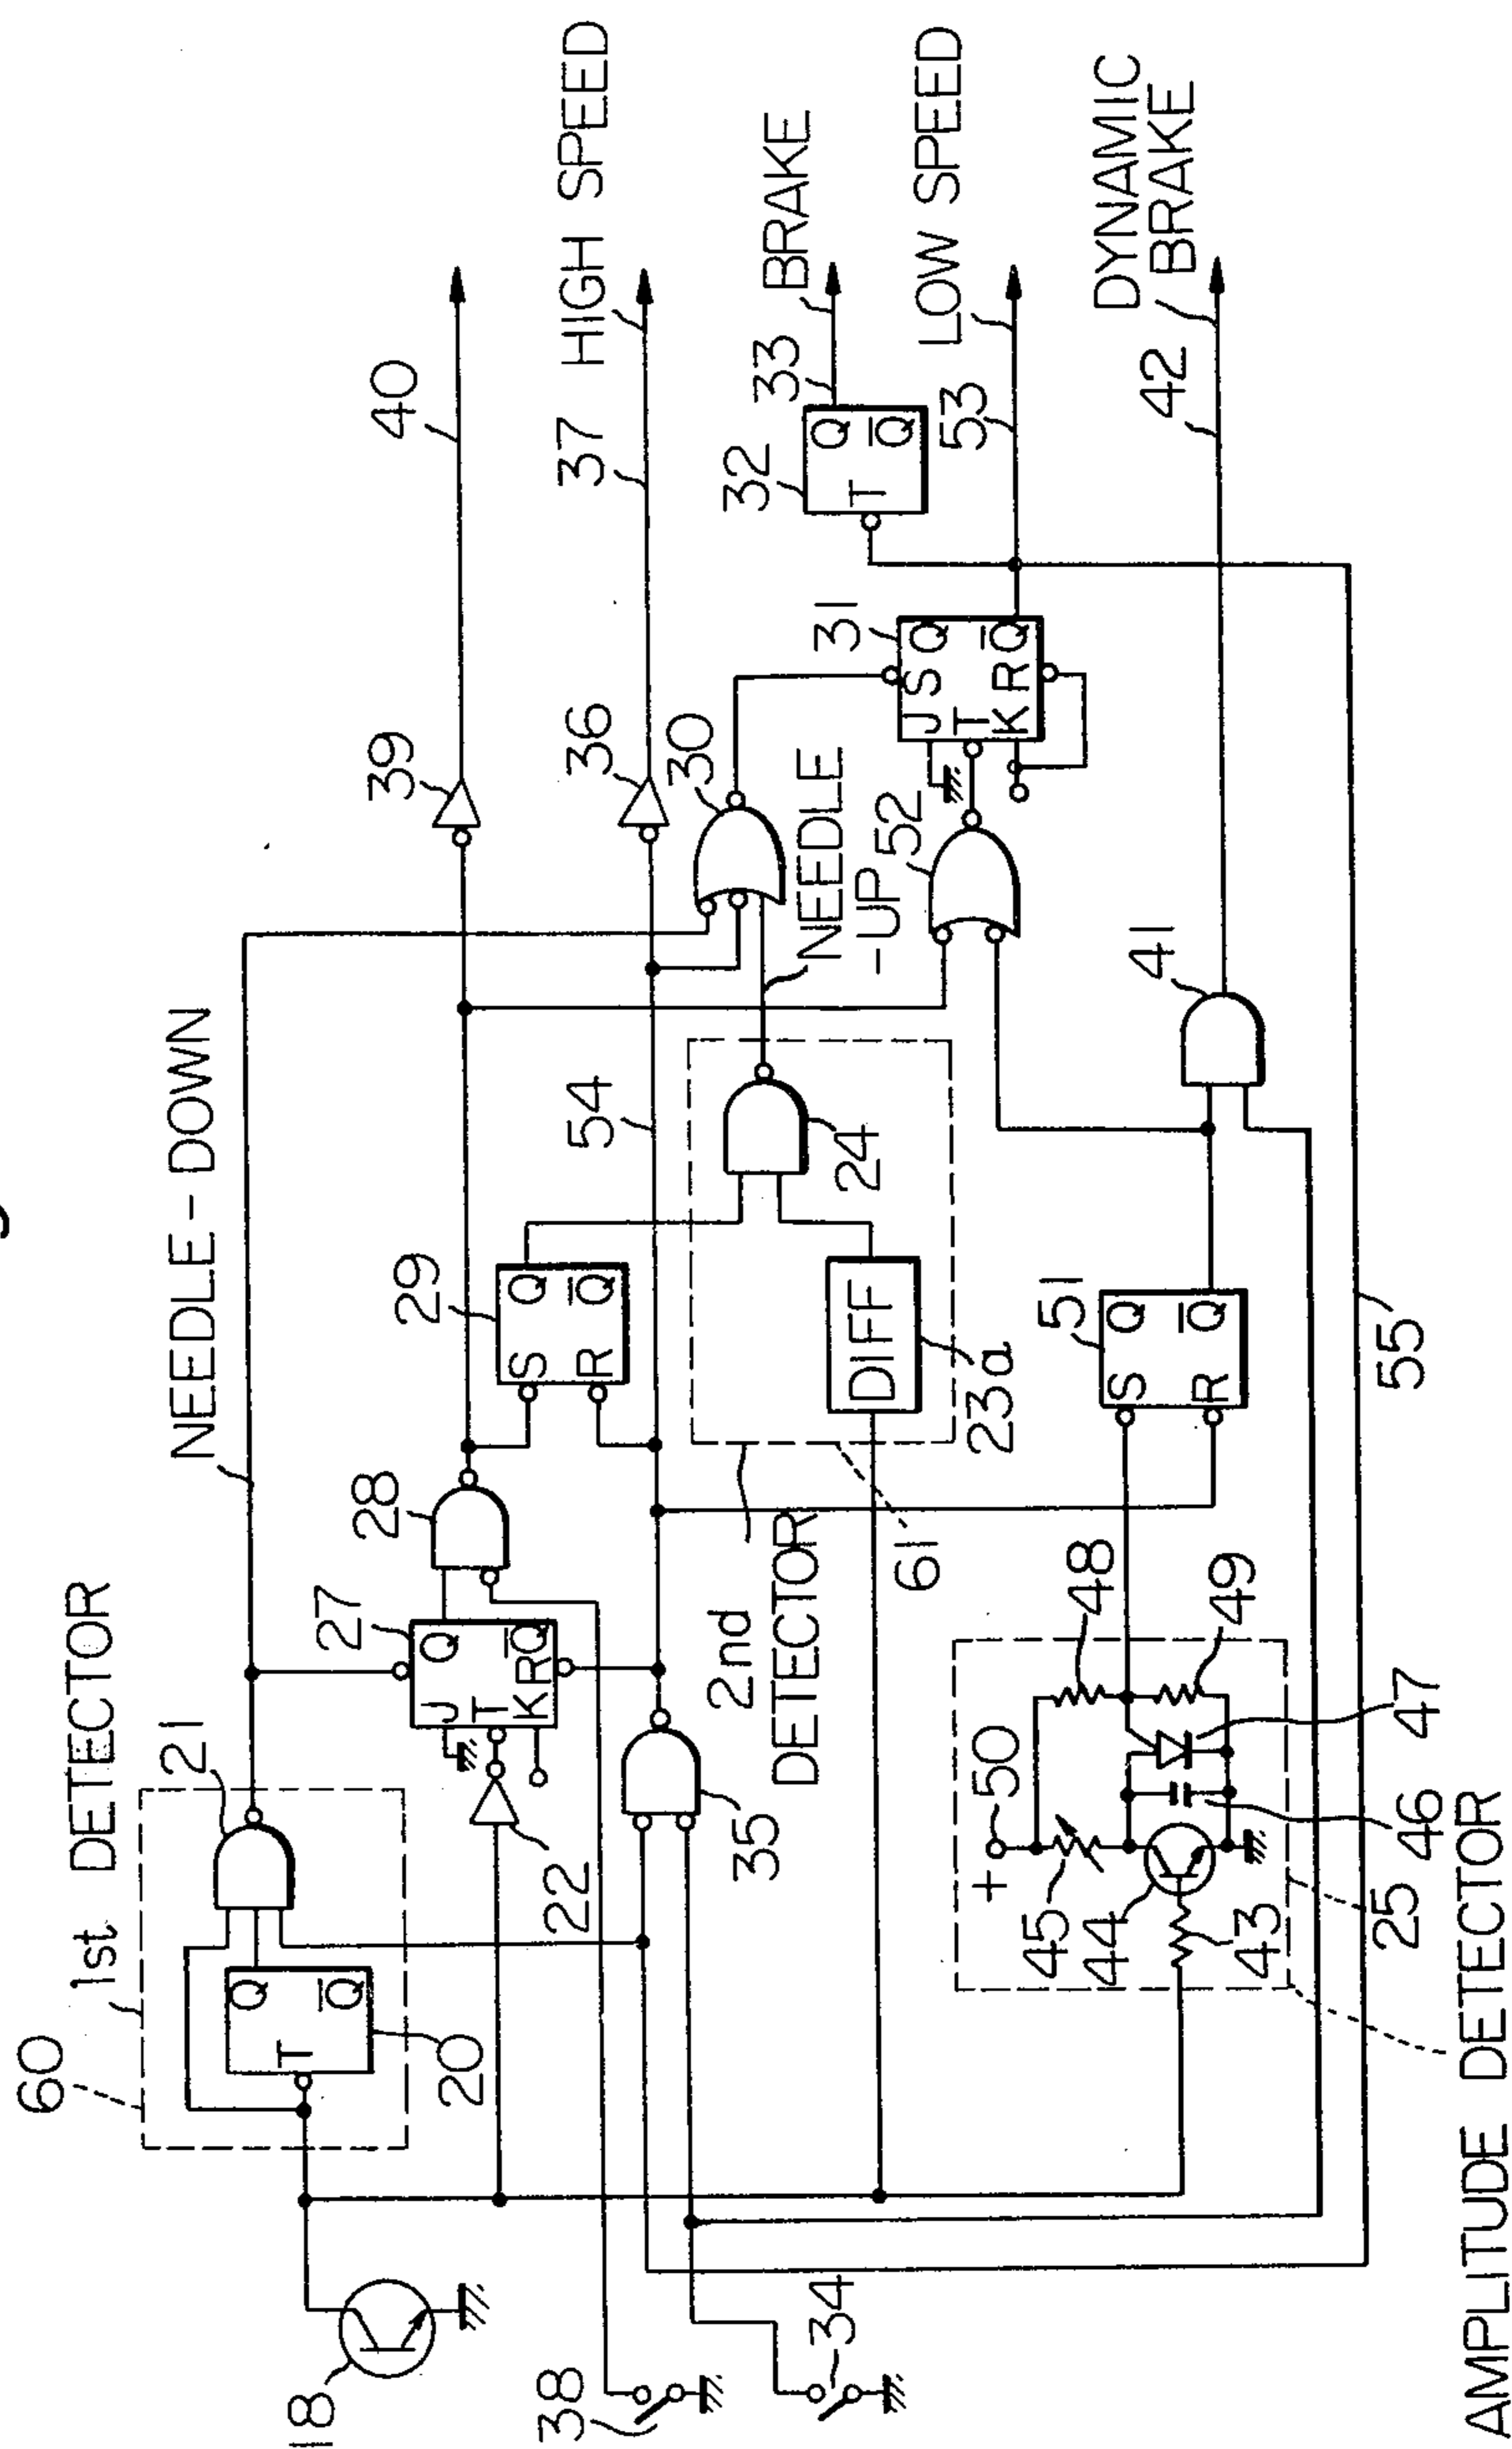 60
1st DETECTOR
21
NEEDLE-DOWN
T
Q
Q̅
20
18
22
27
J
T
K
Q
Q̅
R
28
29
S
R
Q
Q̅
39
40
54
36
37
HIGH SPEED
30
NEEDLE
-UP
24
DIFF
23a
61
2nd
DETECTOR
35
38
34
52
31
J
T
K
S
R
Q
Q̅
32
T
Q
Q̅
33
BRAKE
53
LOW SPEED
41
42
DYNAMIC
BRAKE
51
S
R
Q
Q̅
55
48
49
50
+
45
44
43
47
46
25
AMPLITUDE DETECTOR